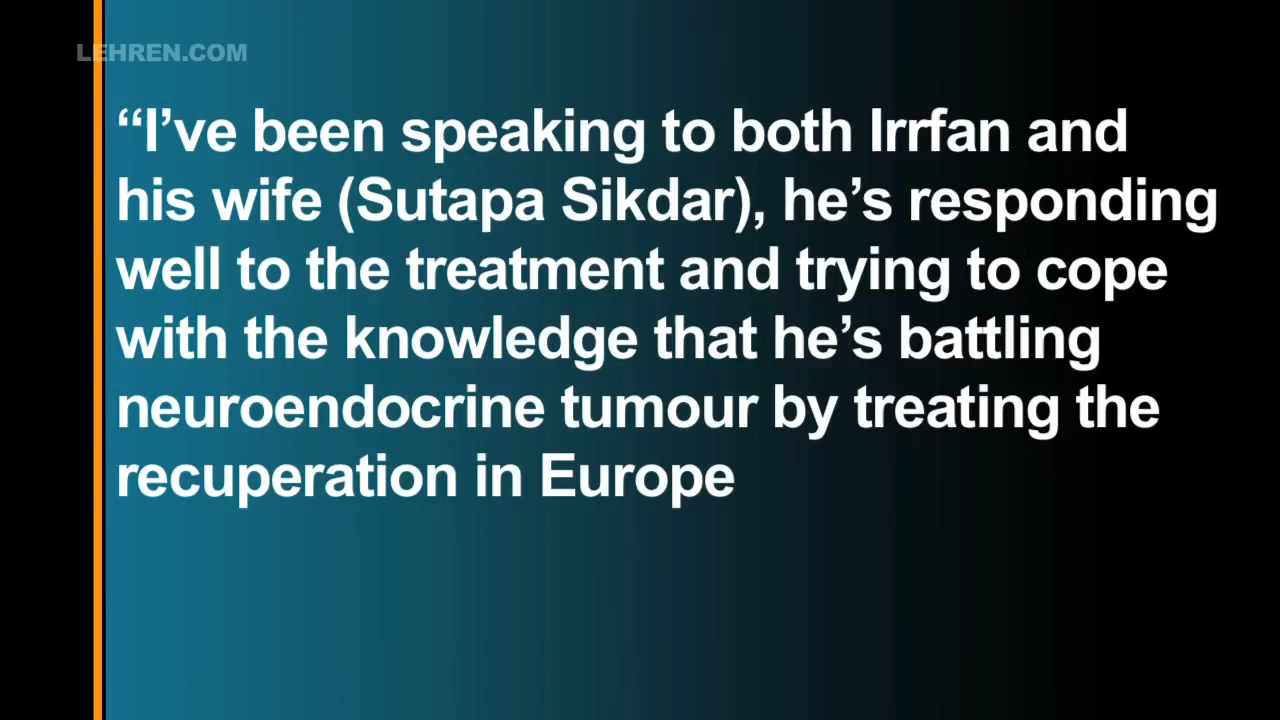 LEHREN.COM
“I’ve been speaking to both Irrfan and
his wife (Sutapa Sikdar), he’s responding
well to the treatment and trying to cope
with the knowledge that he’s battling
neuroendocrine tumour by treating the
recuperation in Europe